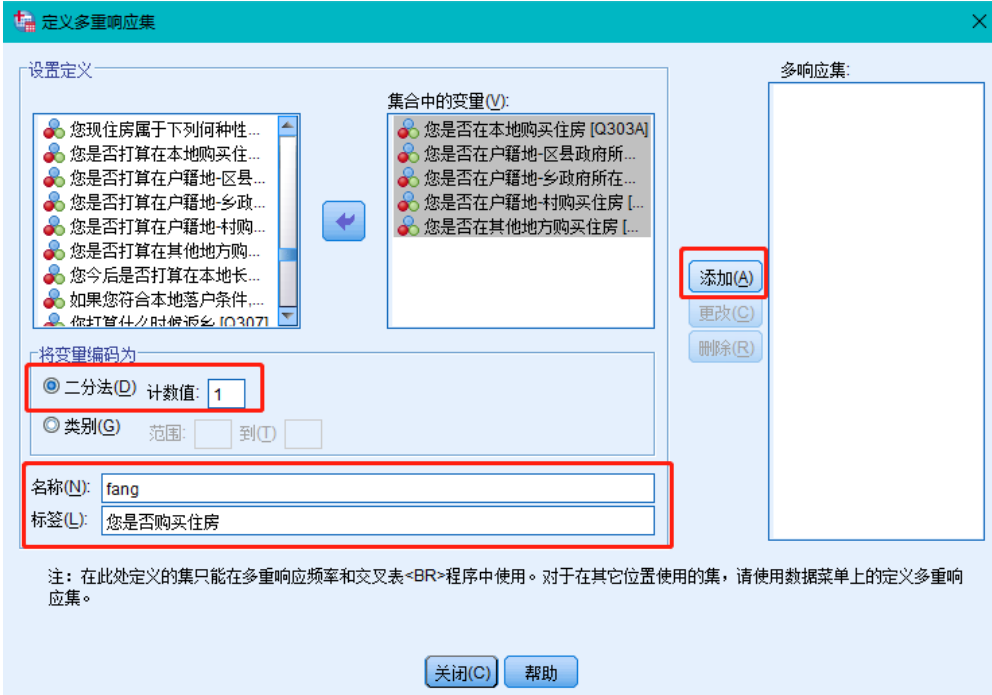 定义多重响应集
设置定义
您现住房属于下列何种性...
您是否打算在本地购买住...
您是否打算在户籍地-区县...
您是否打算在户籍地-乡政...
您是否打算在户籍地-村购...
您是否打算在其他地方购...
您今后是否打算在本地长...
如果您符合本地落户条件,...
你打算什么时候返乡 [Q307]
集合中的变量(V):
您是否在本地购买住房 [Q303A]
您是否在户籍地-区县政府所...
您是否在户籍地-乡政府所在...
您是否在户籍地-村购买住房 [...
您是否在其他地方购买住房 [...
多响应集:
添加(A)
更改(C)
删除(R)
将变量编码为
二分法(D) 计数值: 1
类别(G) 范围: 到(T)
名称(N): fang
标签(L): 您是否购买住房
注：在此处定义的集只能在多重响应频率和交叉表<BR>程序中使用。对于在其它位置使用的集，请使用数据菜单上的定义多重响
应集。
关闭(C) 帮助